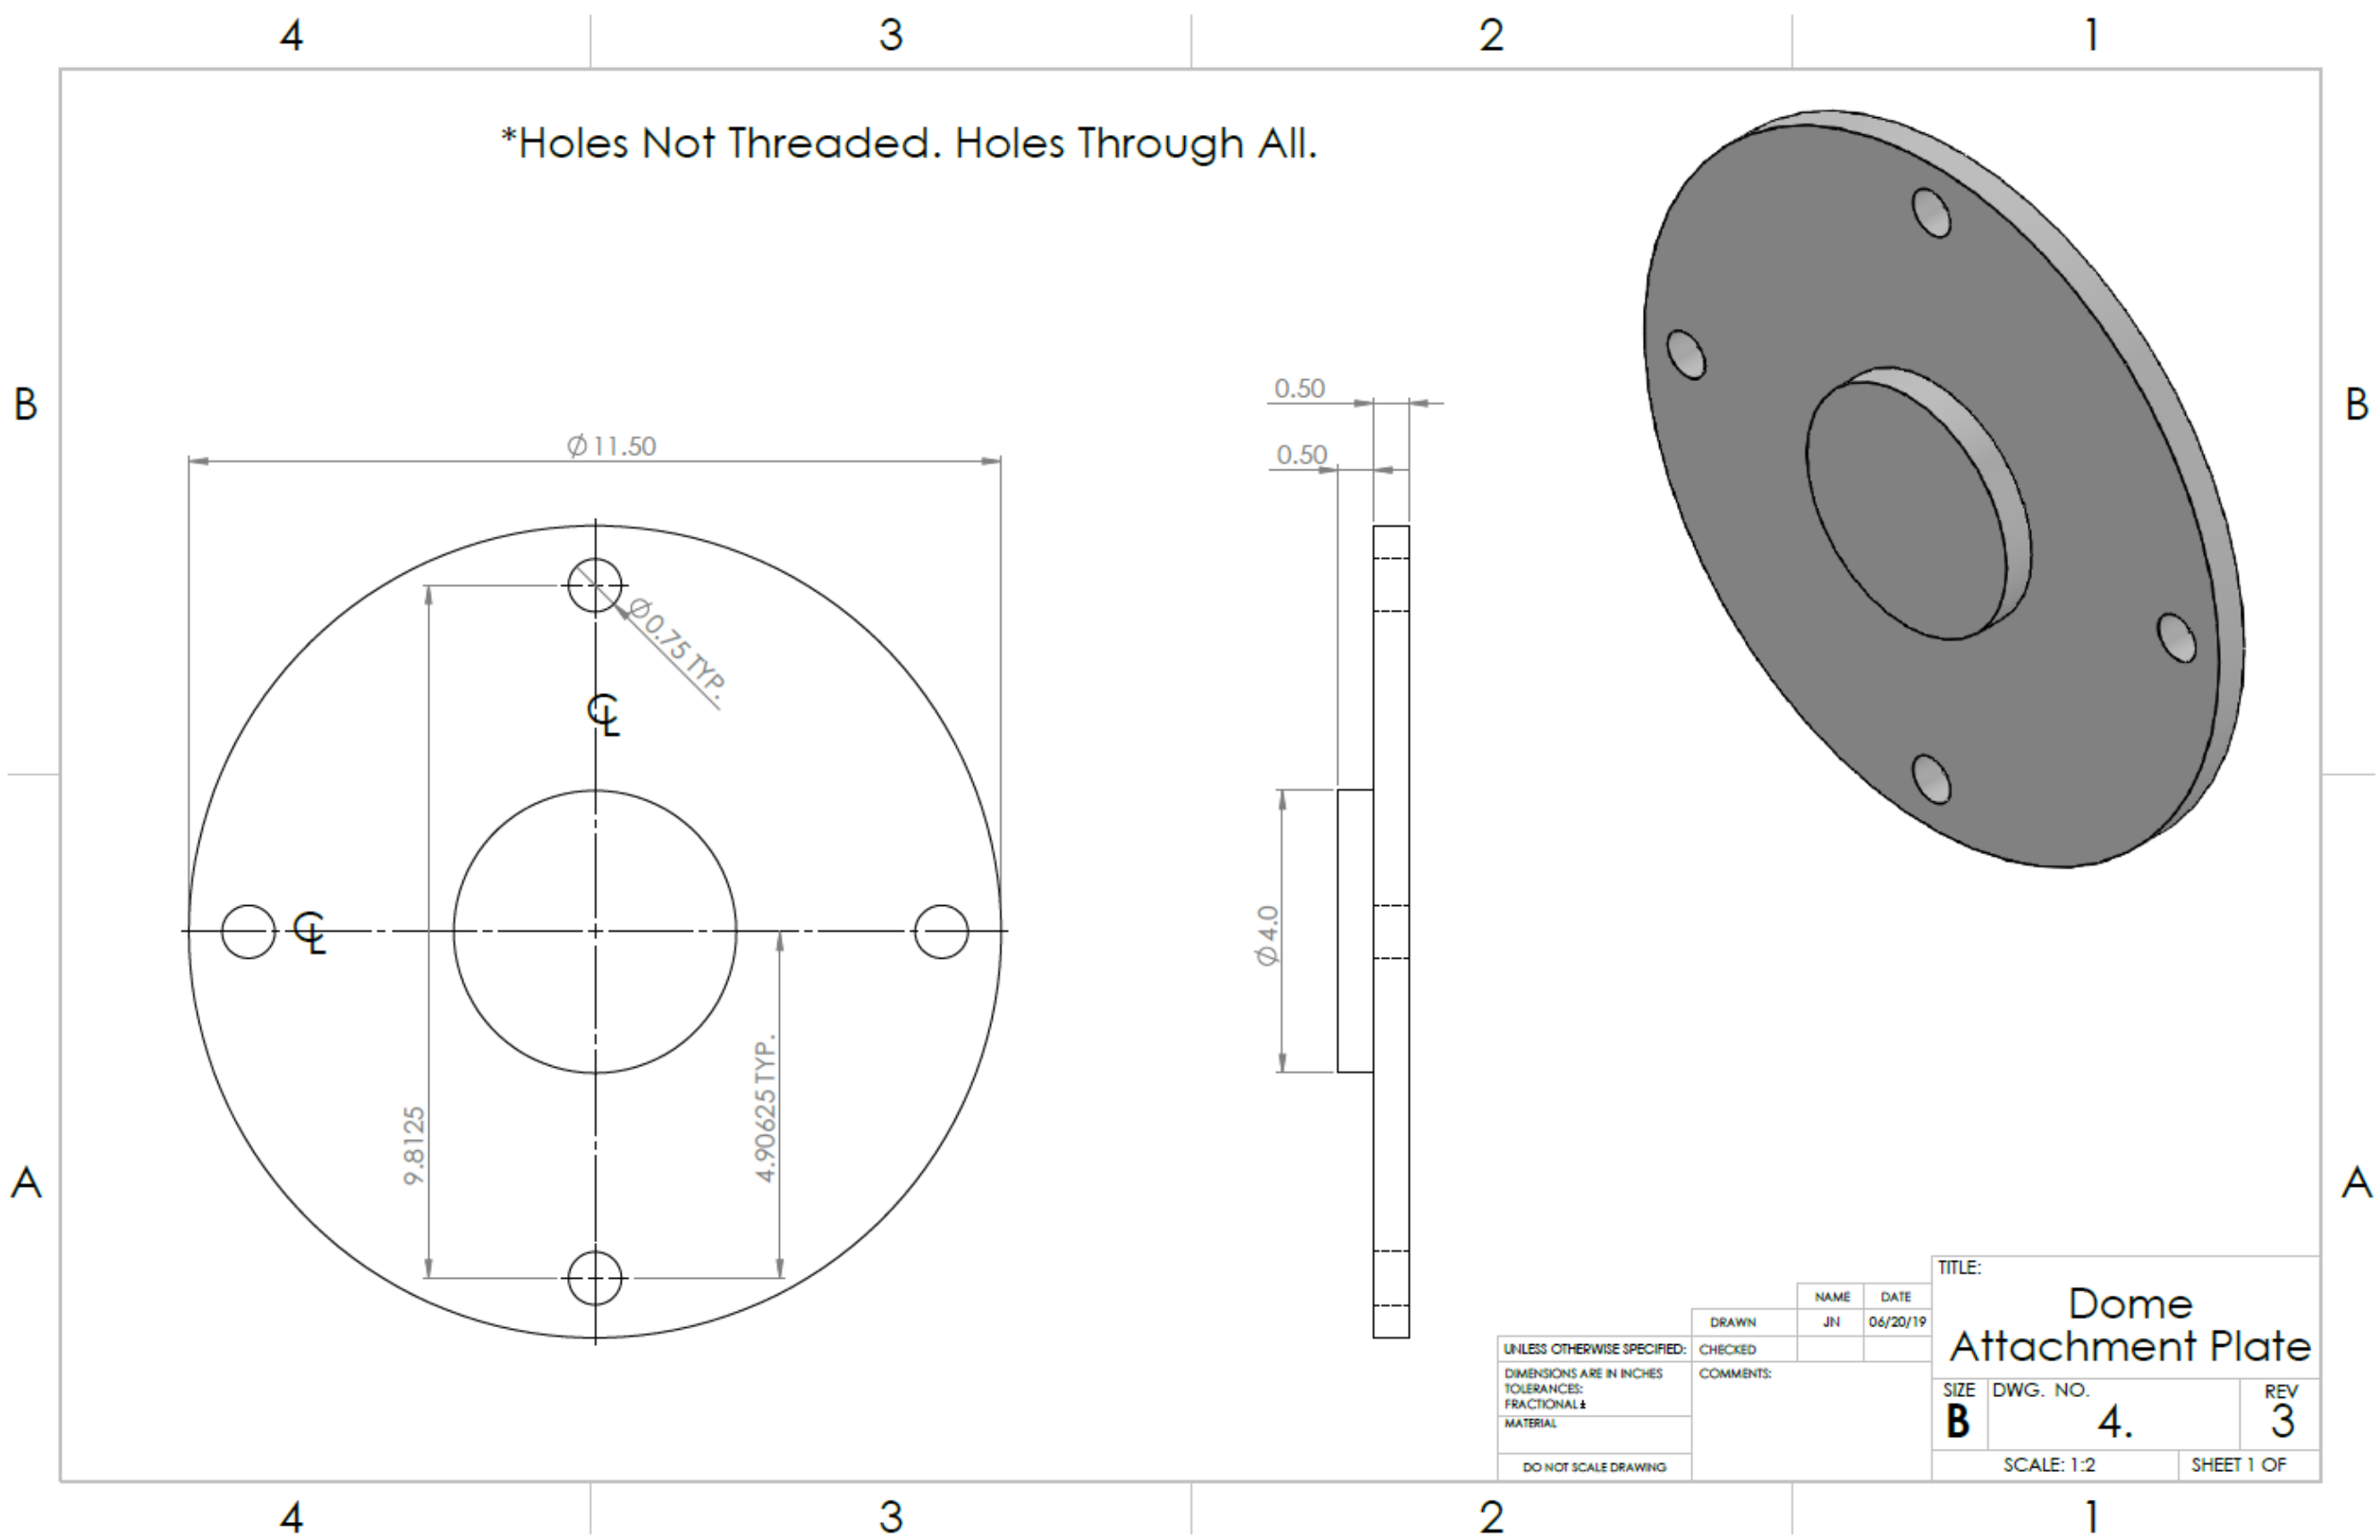 4 3 2 1
*Holes Not Threaded. Holes Through All.
B B
0.50
0.50
⌀11.50
⌀0.75 TYP.
℄
℄
⌀4.0
4.90625 TYP.
9.8125
A A
TITLE:
Dome
Attachment Plate
NAME DATE
DRAWN JN 06/20/19
UNLESS OTHERWISE SPECIFIED: CHECKED
DIMENSIONS ARE IN INCHES
TOLERANCES:
FRACTIONAL±
COMMENTS:
MATERIAL
DO NOT SCALE DRAWING
SIZE DWG. NO. REV
B 4. 3
SCALE: 1:2 SHEET 1 OF
4 3 2 1